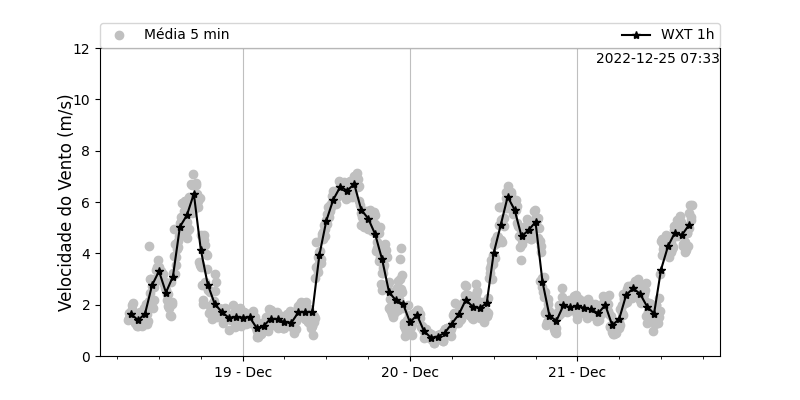 Média 5 min
WXT 1h
2022-12-25 07:33
Velocidade do Vento (m/s)
12
10
8
6
4
2
0
19 - Dec
20 - Dec
21 - Dec